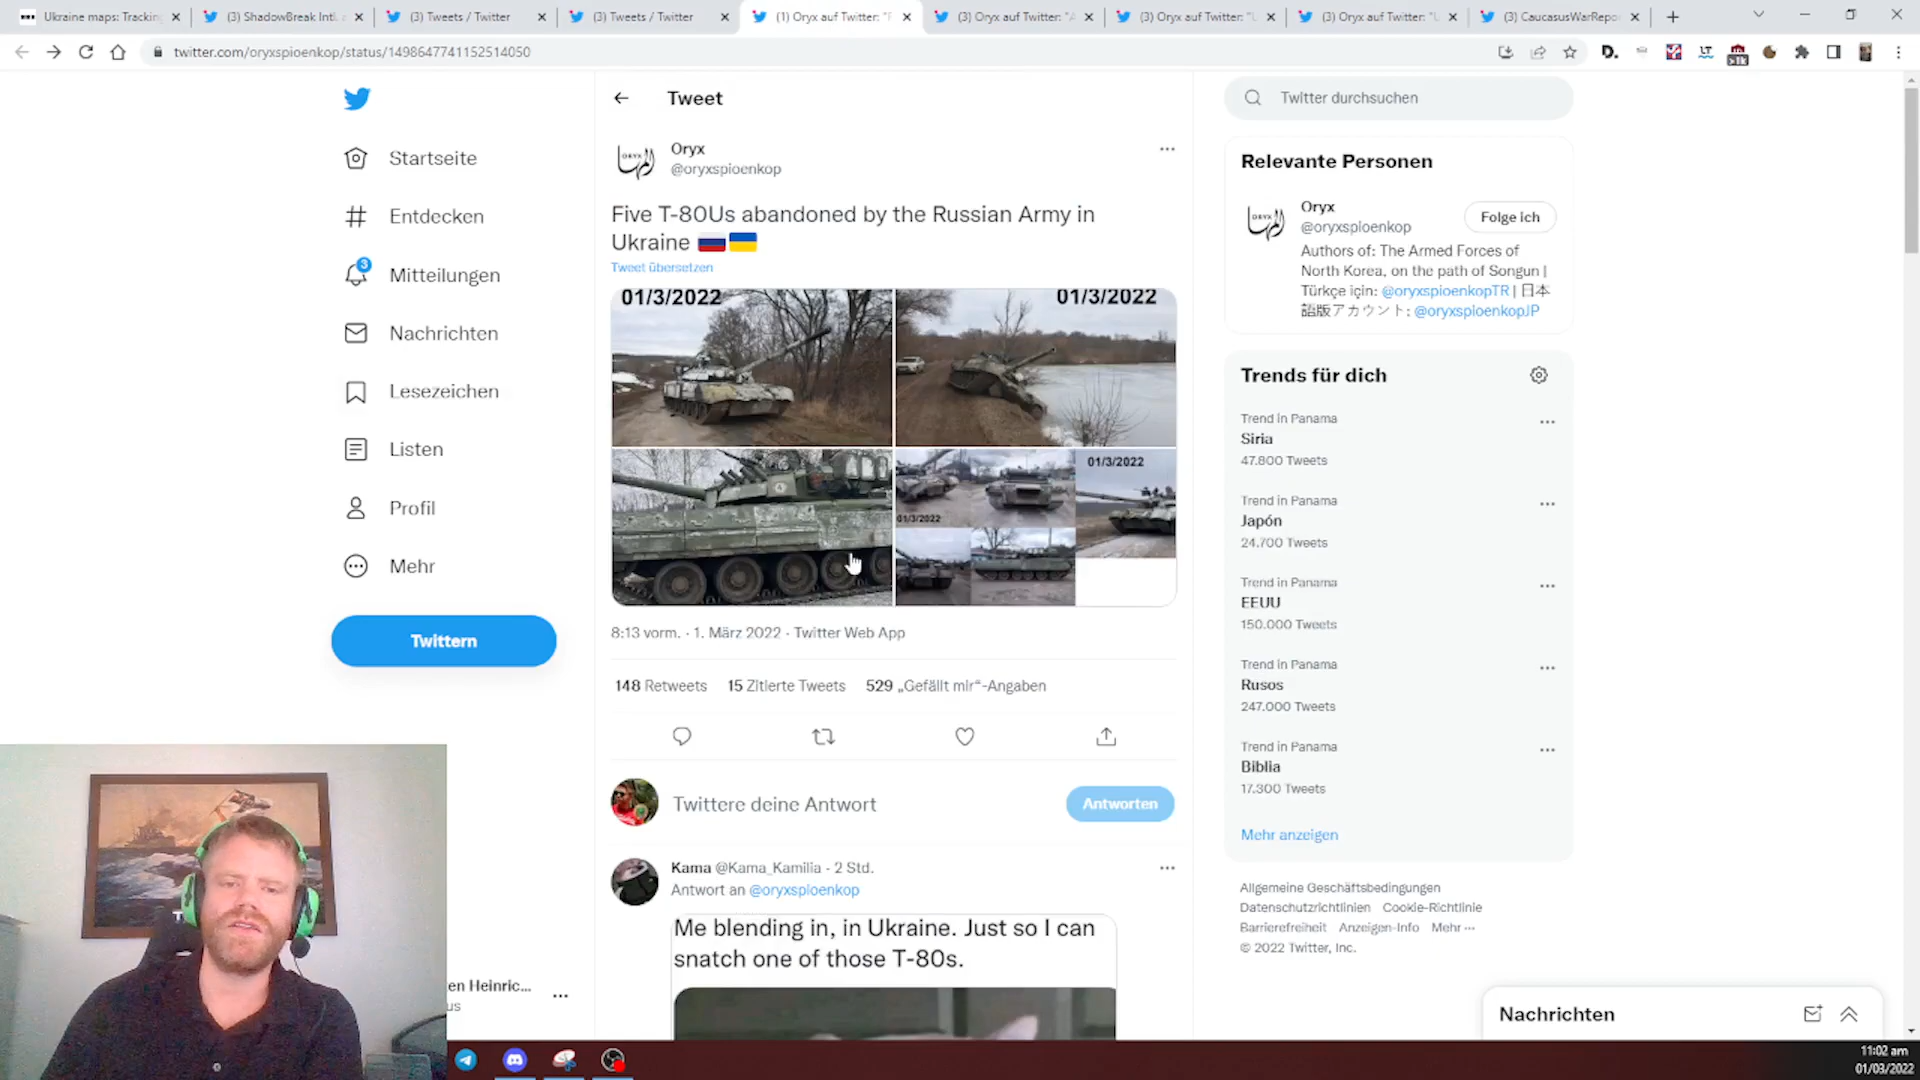 Ukraine maps: Tracking
(3) ShadowBreak Intl.
(3) Tweets / Twitter
(3) Tweets / Twitter
(1) Oryx auf Twitter: "F
(3) Oryx auf Twitter: "A
(3) Oryx auf Twitter: "U
(3) Oryx auf Twitter: "U
(3) CaucasusWarRepo
twitter.com/oryxspioenkop/status/1498647741152514050
D.
LT
>1k
Startseite
Entdecken
3
Mitteilungen
Nachrichten
Lesezeichen
Listen
Profil
Mehr
Twittern
Tweet
Oryx
@oryxspioenkop
Five T-80Us abandoned by the Russian Army in
Ukraine
Tweet übersetzen
01/3/2022
01/3/2022
01/3/2022
01/3/2022
8:13 vorm. · 1. März 2022 · Twitter Web App
148 Retweets 15 Zitierte Tweets 529 „Gefällt mir“-Angaben
Twittere deine Antwort
Antworten
Kama @Kama_Kamilia · 2 Std.
Antwort an @oryxspioenkop
Me blending in, in Ukraine. Just so I can
snatch one of those T-80s.
Twitter durchsuchen
Relevante Personen
ORYX
Oryx
@oryxspioenkop
Folge ich
Authors of: The Armed Forces of
North Korea, on the path of Songun |
Türkçe için: @oryxspioenkopTR | 日本
語版アカウント: @oryxspioenkopJP
Trends für dich
Trend in Panama
Siria
47.800 Tweets
Trend in Panama
Japón
24.700 Tweets
Trend in Panama
EEUU
150.000 Tweets
Trend in Panama
Rusos
247.000 Tweets
Trend in Panama
Biblia
17.300 Tweets
Mehr anzeigen
Allgemeine Geschäftsbedingungen
Datenschutzrichtlinien Cookie-Richtlinie
Barrierefreiheit Anzeigen-Info Mehr ···
© 2022 Twitter, Inc.
Nachrichten
en Heinric...
us
11:02 am
01/03/2022